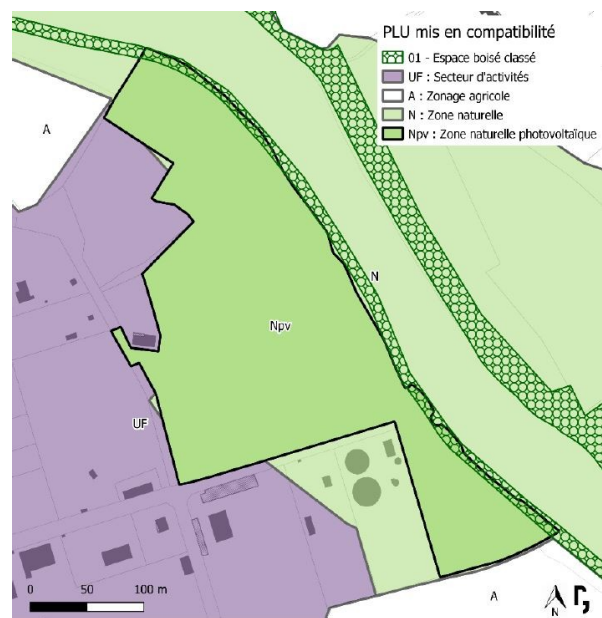 PLU mis en compatibilité
01 - Espace boisé classé
UF : Secteur d'activités
A : Zonage agricole
N : Zone naturelle
Npv : Zone naturelle photovoltaïque
A
N
Npv
UF
A
0 50 100 m
N